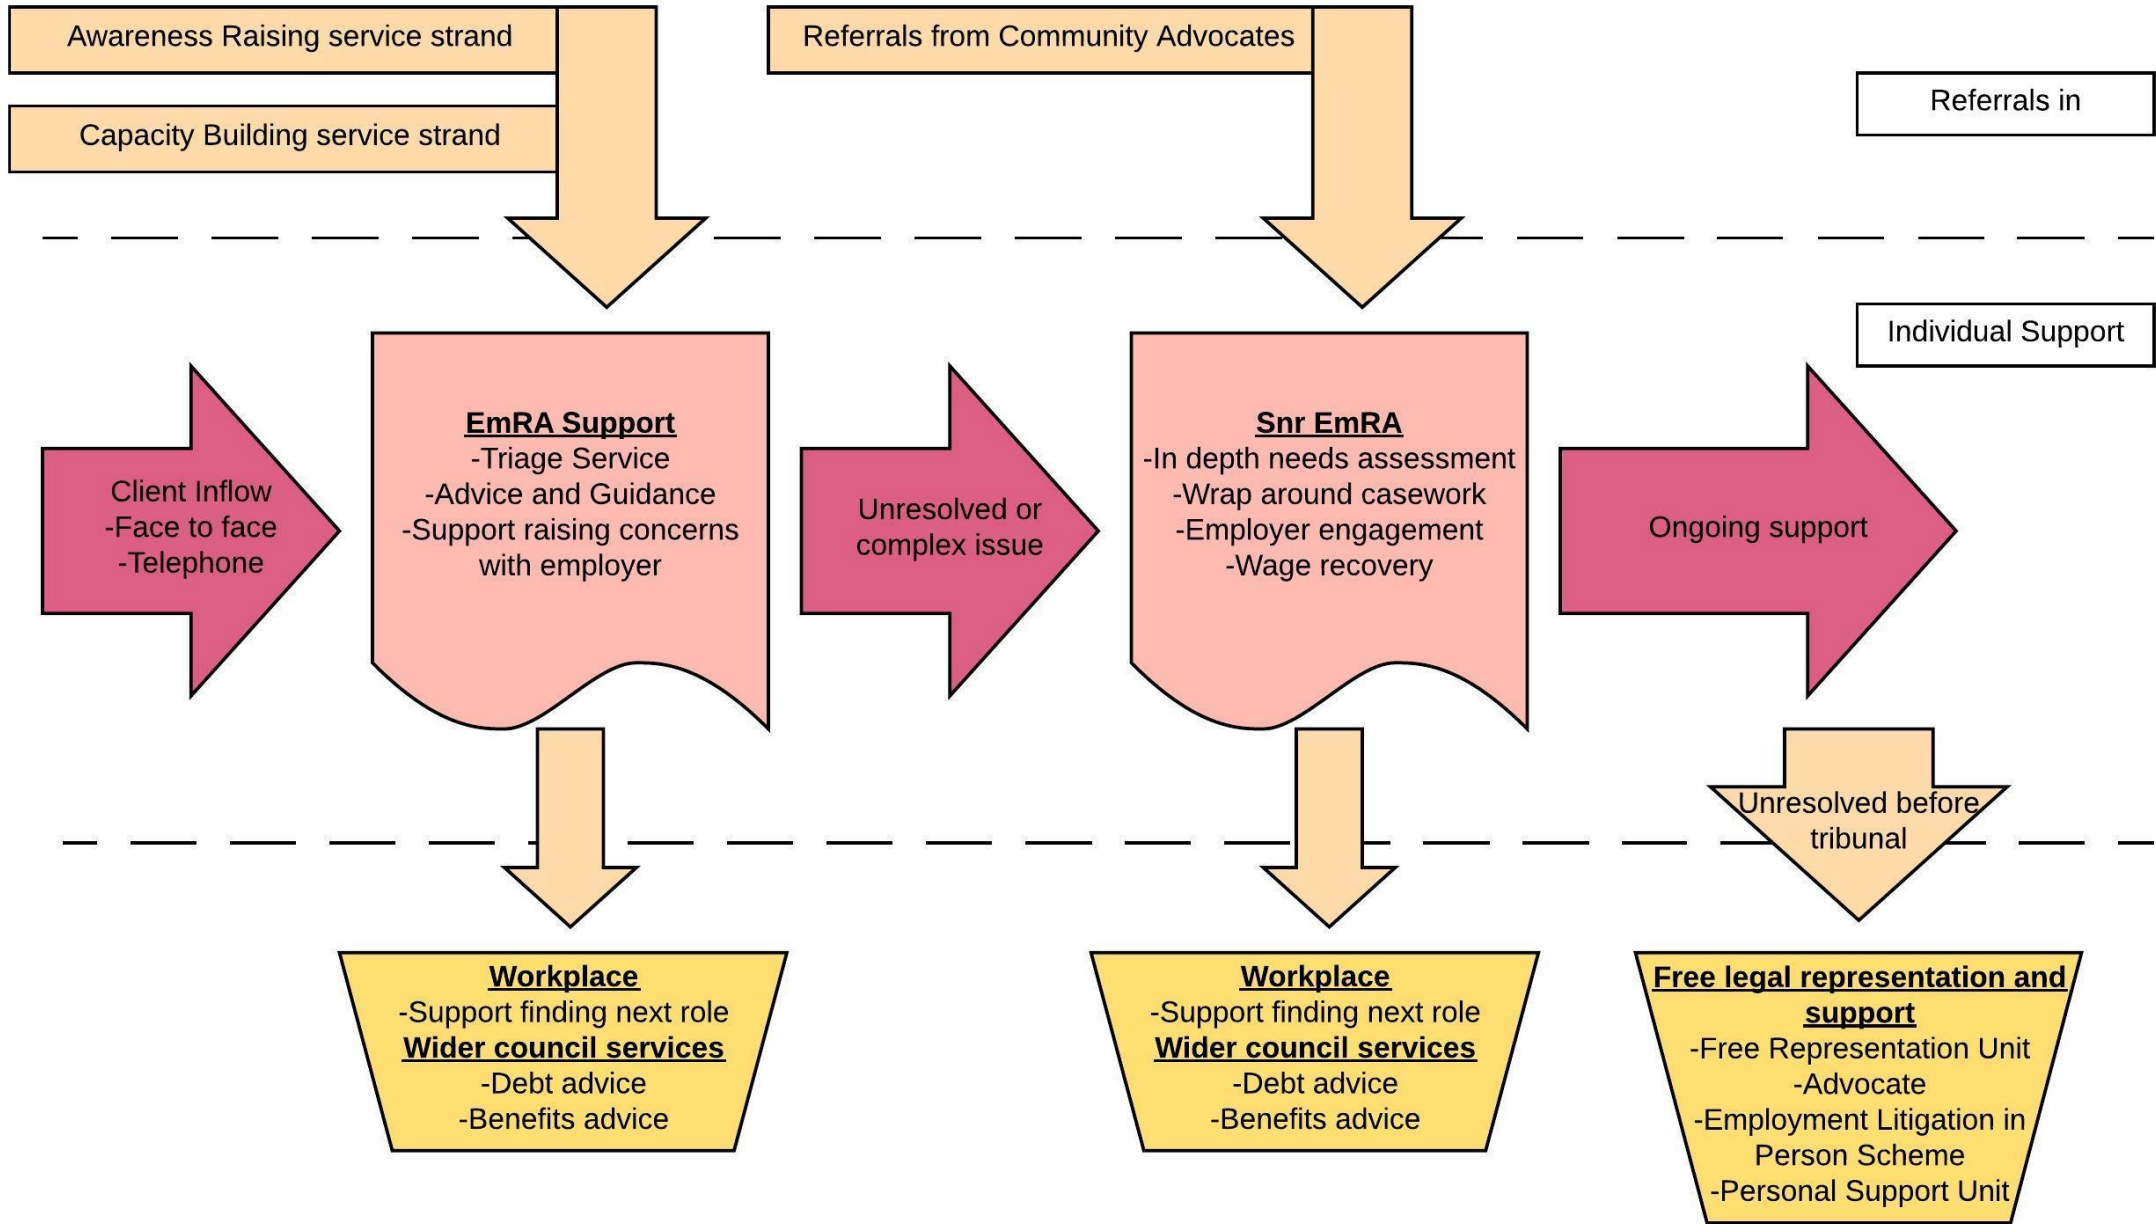 Awareness Raising service strand
Referrals from Community Advocates
Referrals in
Capacity Building service strand
Individual Support
Client Inflow
-Face to face
-Telephone
EmRA Support
-Triage Service
-Advice and Guidance
-Support raising concerns
with employer
Unresolved or
complex issue
Snr EmRA
-In depth needs assessment
-Wrap around casework
-Employer engagement
-Wage recovery
Ongoing support
Unresolved before
tribunal
Workplace
-Support finding next role
Wider council services
-Debt advice
-Benefits advice
Workplace
-Support finding next role
Wider council services
-Debt advice
-Benefits advice
Free legal representation and
support
-Free Representation Unit
-Advocate
-Employment Litigation in
Person Scheme
-Personal Support Unit